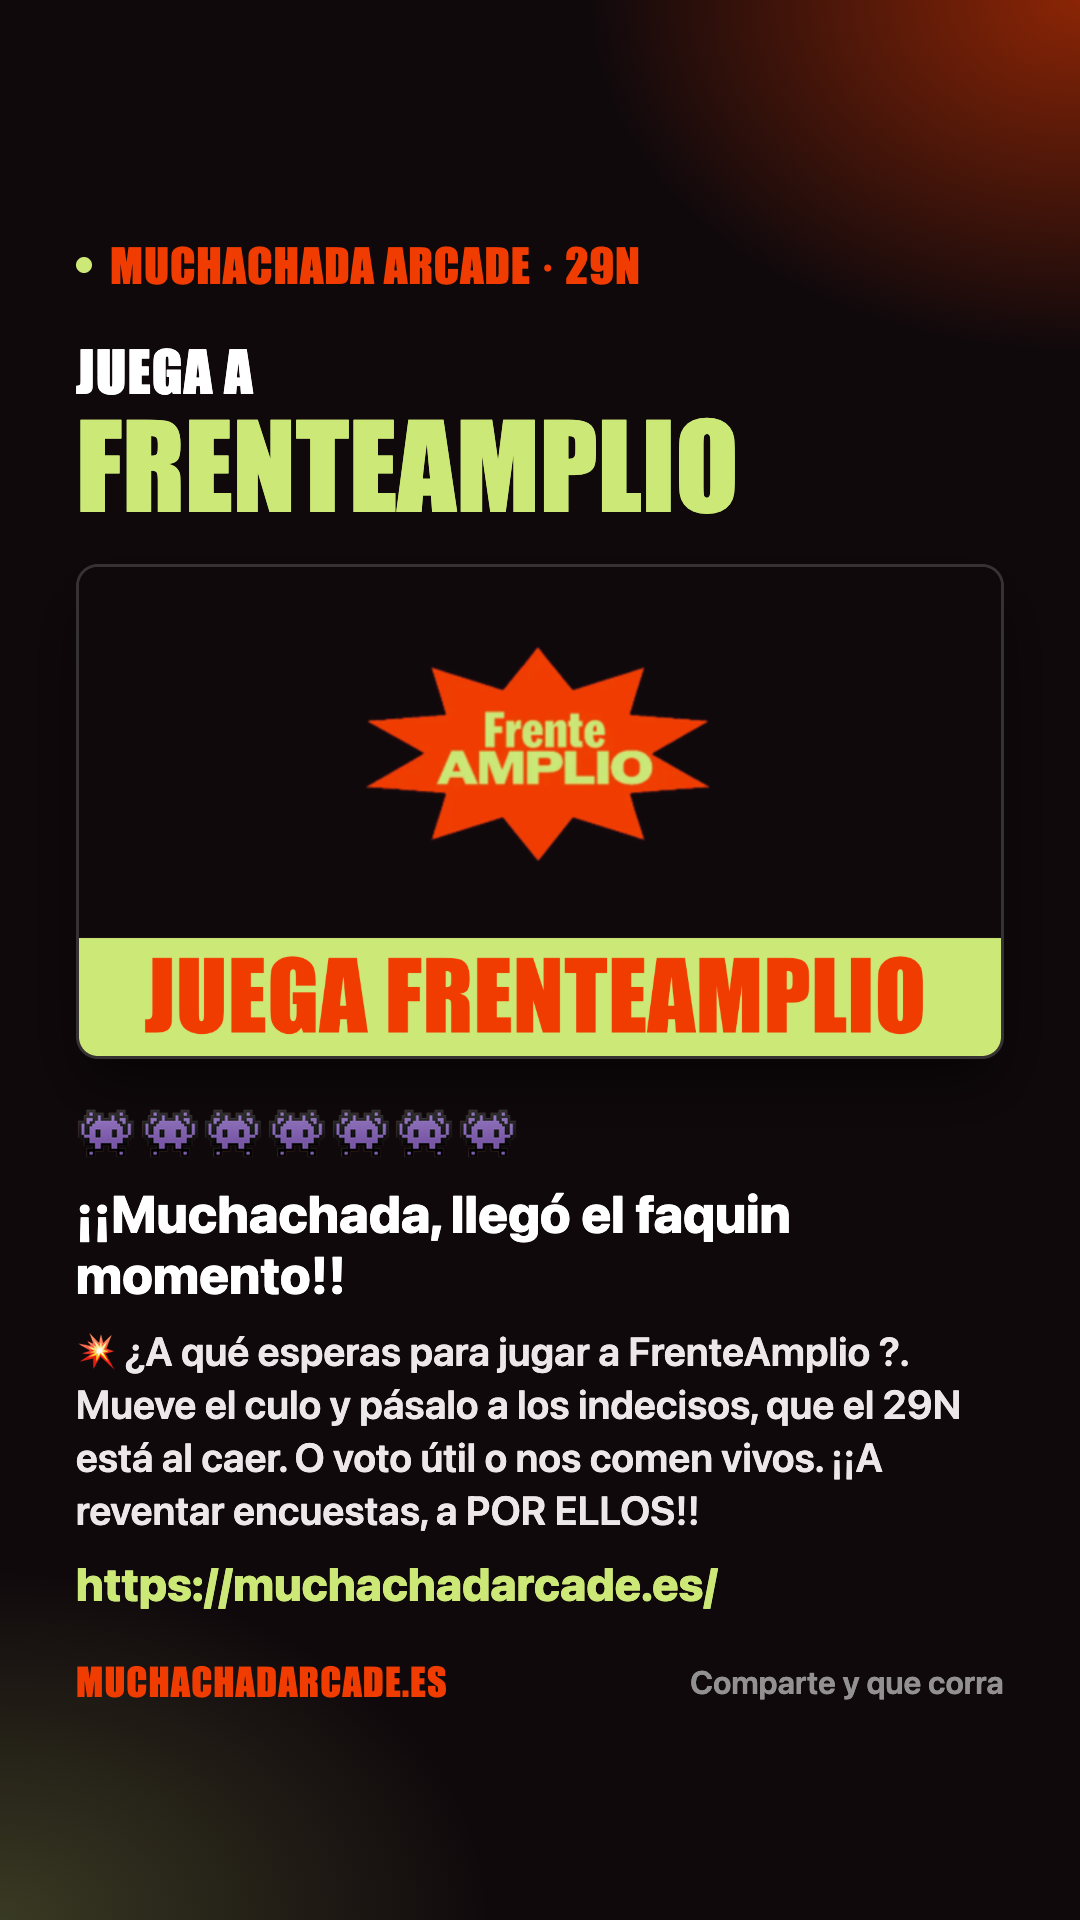 MUCHACHADA ARCADE · 29N
JUEGA A
FRENTEAMPLIO
Frente
AMPLIO
JUEGA FRENTEAMPLIO
¡¡Muchachada, llegó el faquin
momento!!
¿A qué esperas para jugar a FrenteAmplio ?.
Mueve el culo y pásalo a los indecisos, que el 29N
está al caer. O voto útil o nos comen vivos. ¡¡A
reventar encuestas, a POR ELLOS!!
https://muchachadarcade.es/
MUCHACHADARCADE.ES
Comparte y que corra